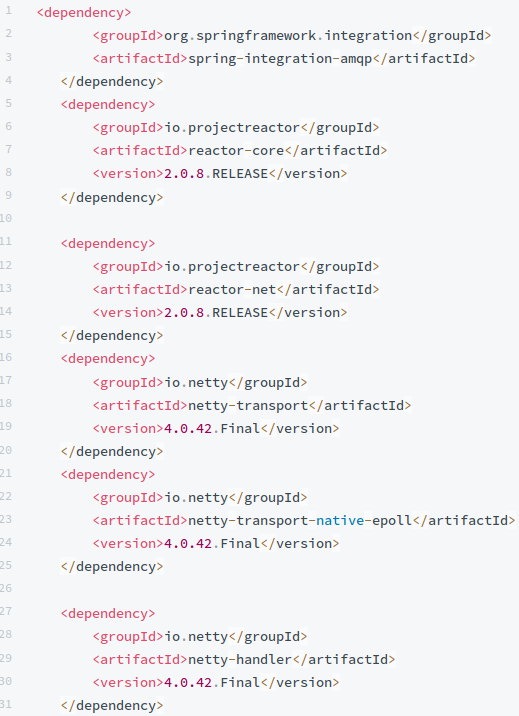 1 <dependency>
2 <groupId>org.springframework.integration</groupId>
3 <artifactId>spring-integration-amqp</artifactId>
4 </dependency>
5 <dependency>
6 <groupId>io.projectreactor</groupId>
7 <artifactId>reactor-core</artifactId>
8 <version>2.0.8.RELEASE</version>
9 </dependency>
10
11 <dependency>
12 <groupId>io.projectreactor</groupId>
13 <artifactId>reactor-net</artifactId>
14 <version>2.0.8.RELEASE</version>
15 </dependency>
16 <dependency>
17 <groupId>io.netty</groupId>
18 <artifactId>netty-transport</artifactId>
19 <version>4.0.42.Final</version>
20 </dependency>
21 <dependency>
22 <groupId>io.netty</groupId>
23 <artifactId>netty-transport-native-epoll</artifactId>
24 <version>4.0.42.Final</version>
25 </dependency>
26
27 <dependency>
28 <groupId>io.netty</groupId>
29 <artifactId>netty-handler</artifactId>
30 <version>4.0.42.Final</version>
31 </dependency>